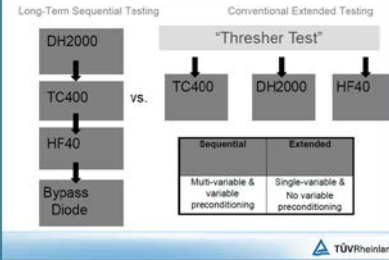 Long-Term Sequential Testing
Conventional Extended Testing
DH2000
TC400
HF40
Bypass
Diode
vs.
"Thresher Test"
TC400
DH2000
HF40
Sequential
Extended
Multi-variable &
variable
preconditioning
Single-variable &
No variable
preconditioning
TÜVRheinlan